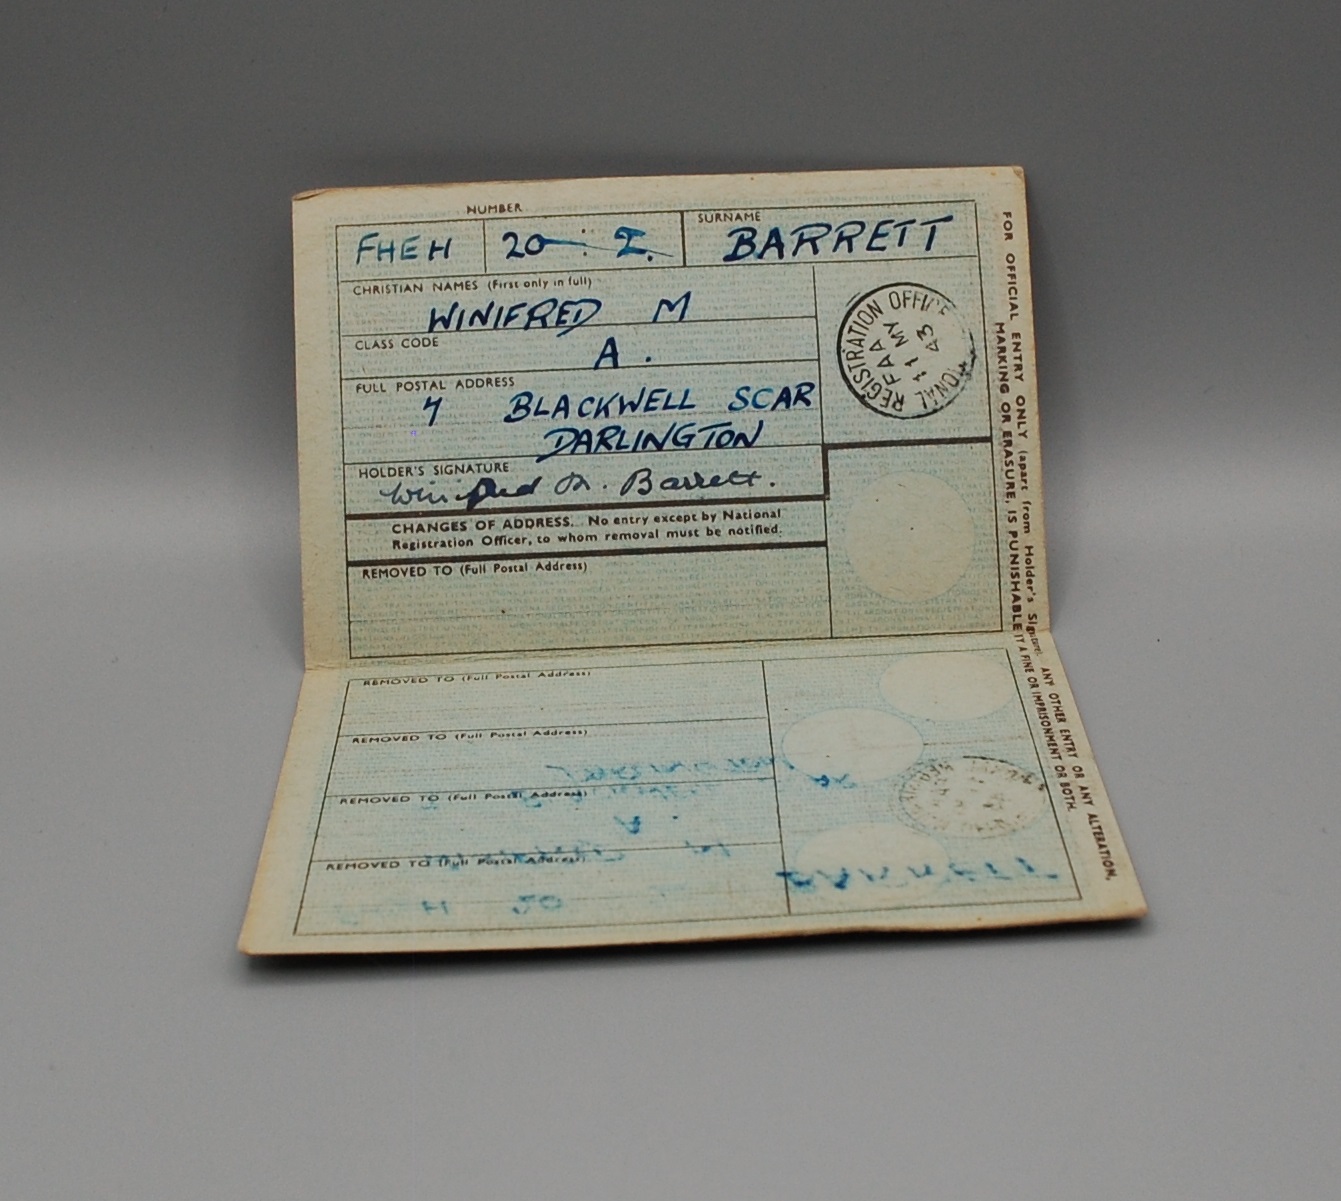 NUMBER
SURNAME
FHEH 20 : I. BARRETT
CHRISTIAN NAMES (First only in full)
WINIFRED M
CLASS CODE
A.
FULL POSTAL ADDRESS
7 BLACKWELL SCAR
DARLINGTON
HOLDER'S SIGNATURE
Winifred M. Barrett.
CHANGES OF ADDRESS. No entry except by National
Registration Officer, to whom removal must be notified.
REMOVED TO (Full Postal Address)
REGISTRATION OFFICE
FAA
11 MY
43
FOR OFFICIAL ENTRY ONLY (apart from Holder's Signature). ANY OTHER ENTRY OR ANY ALTERATION,
MARKING OR ERASURE, IS PUNISHABLE BY A FINE OR IMPRISONMENT OR BOTH.
REMOVED TO (Full Postal Address)
REMOVED TO (Full Postal Address)
REMOVED TO (Full Postal Address)
REMOVED TO (Full Postal Address)